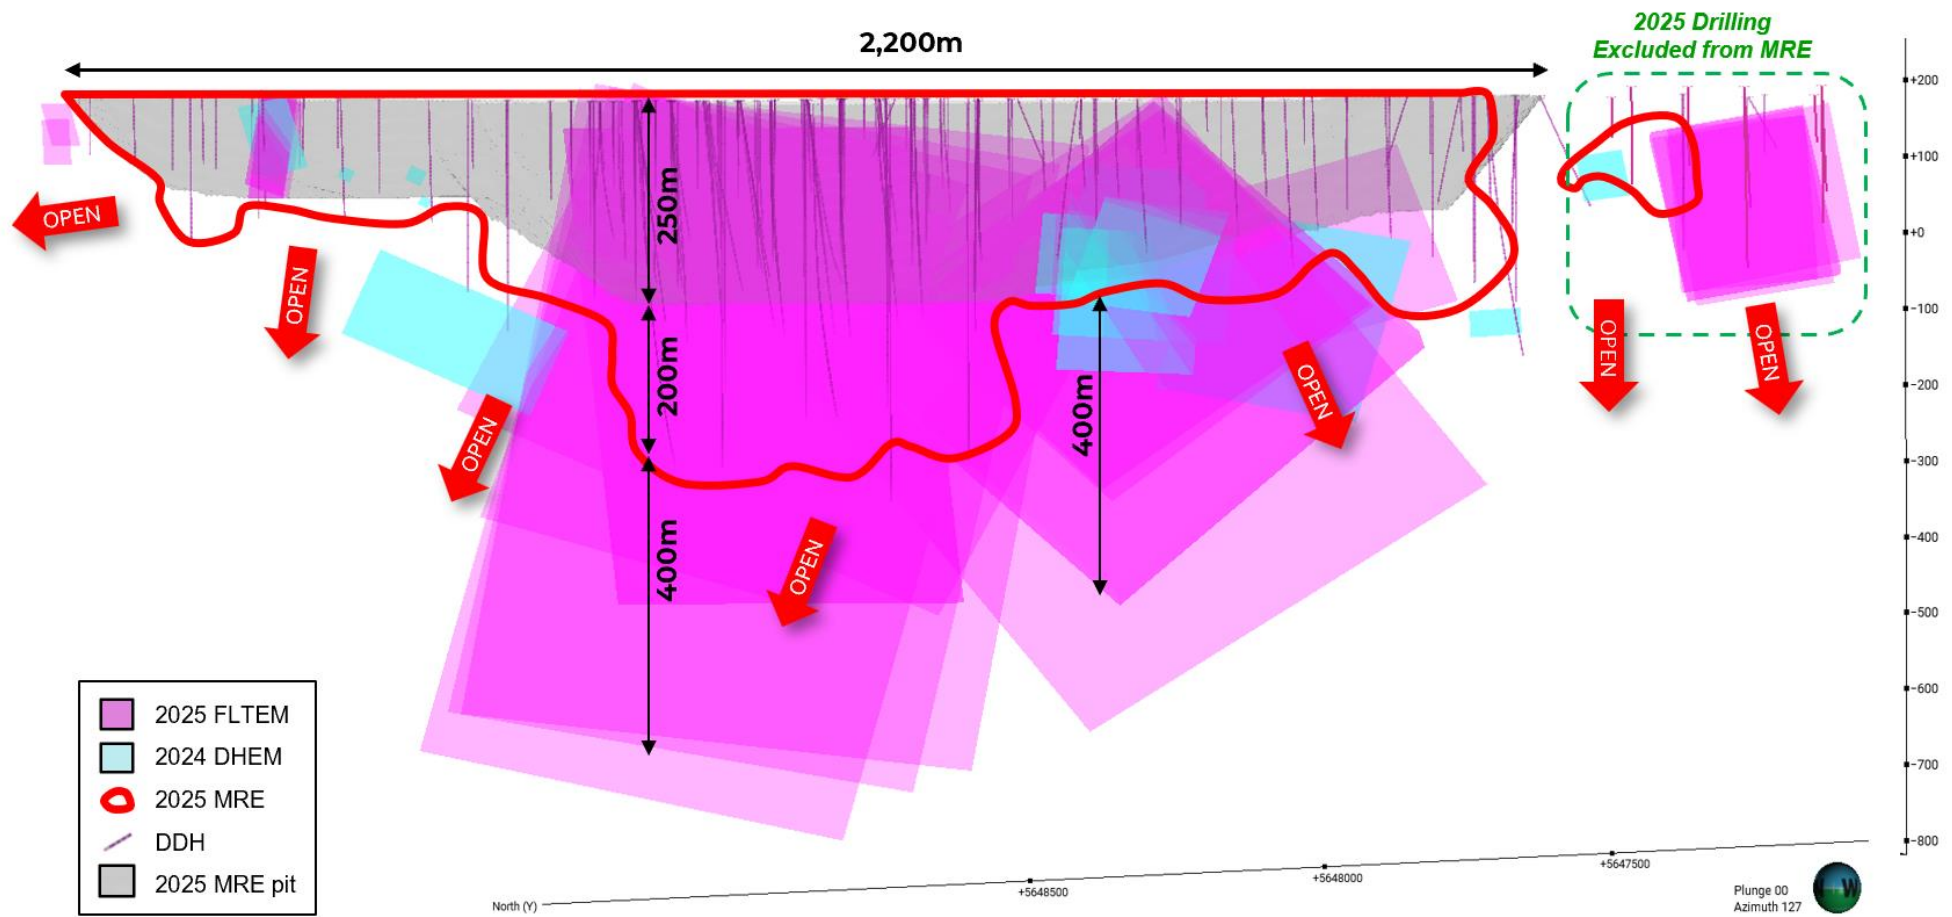 2025 Drilling
Excluded from MRE
2,200m
+200
+100
+0
-100
-200
-300
-400
-500
-600
-700
-800
250m
200m
400m
400m
OPEN
OPEN
OPEN
OPEN
OPEN
OPEN
OPEN
2025 FLTEM
2024 DHEM
2025 MRE
DDH
2025 MRE pit
North (Y)
+5648500
+5648000
+5647500
Plunge 00
Azimuth 127
W